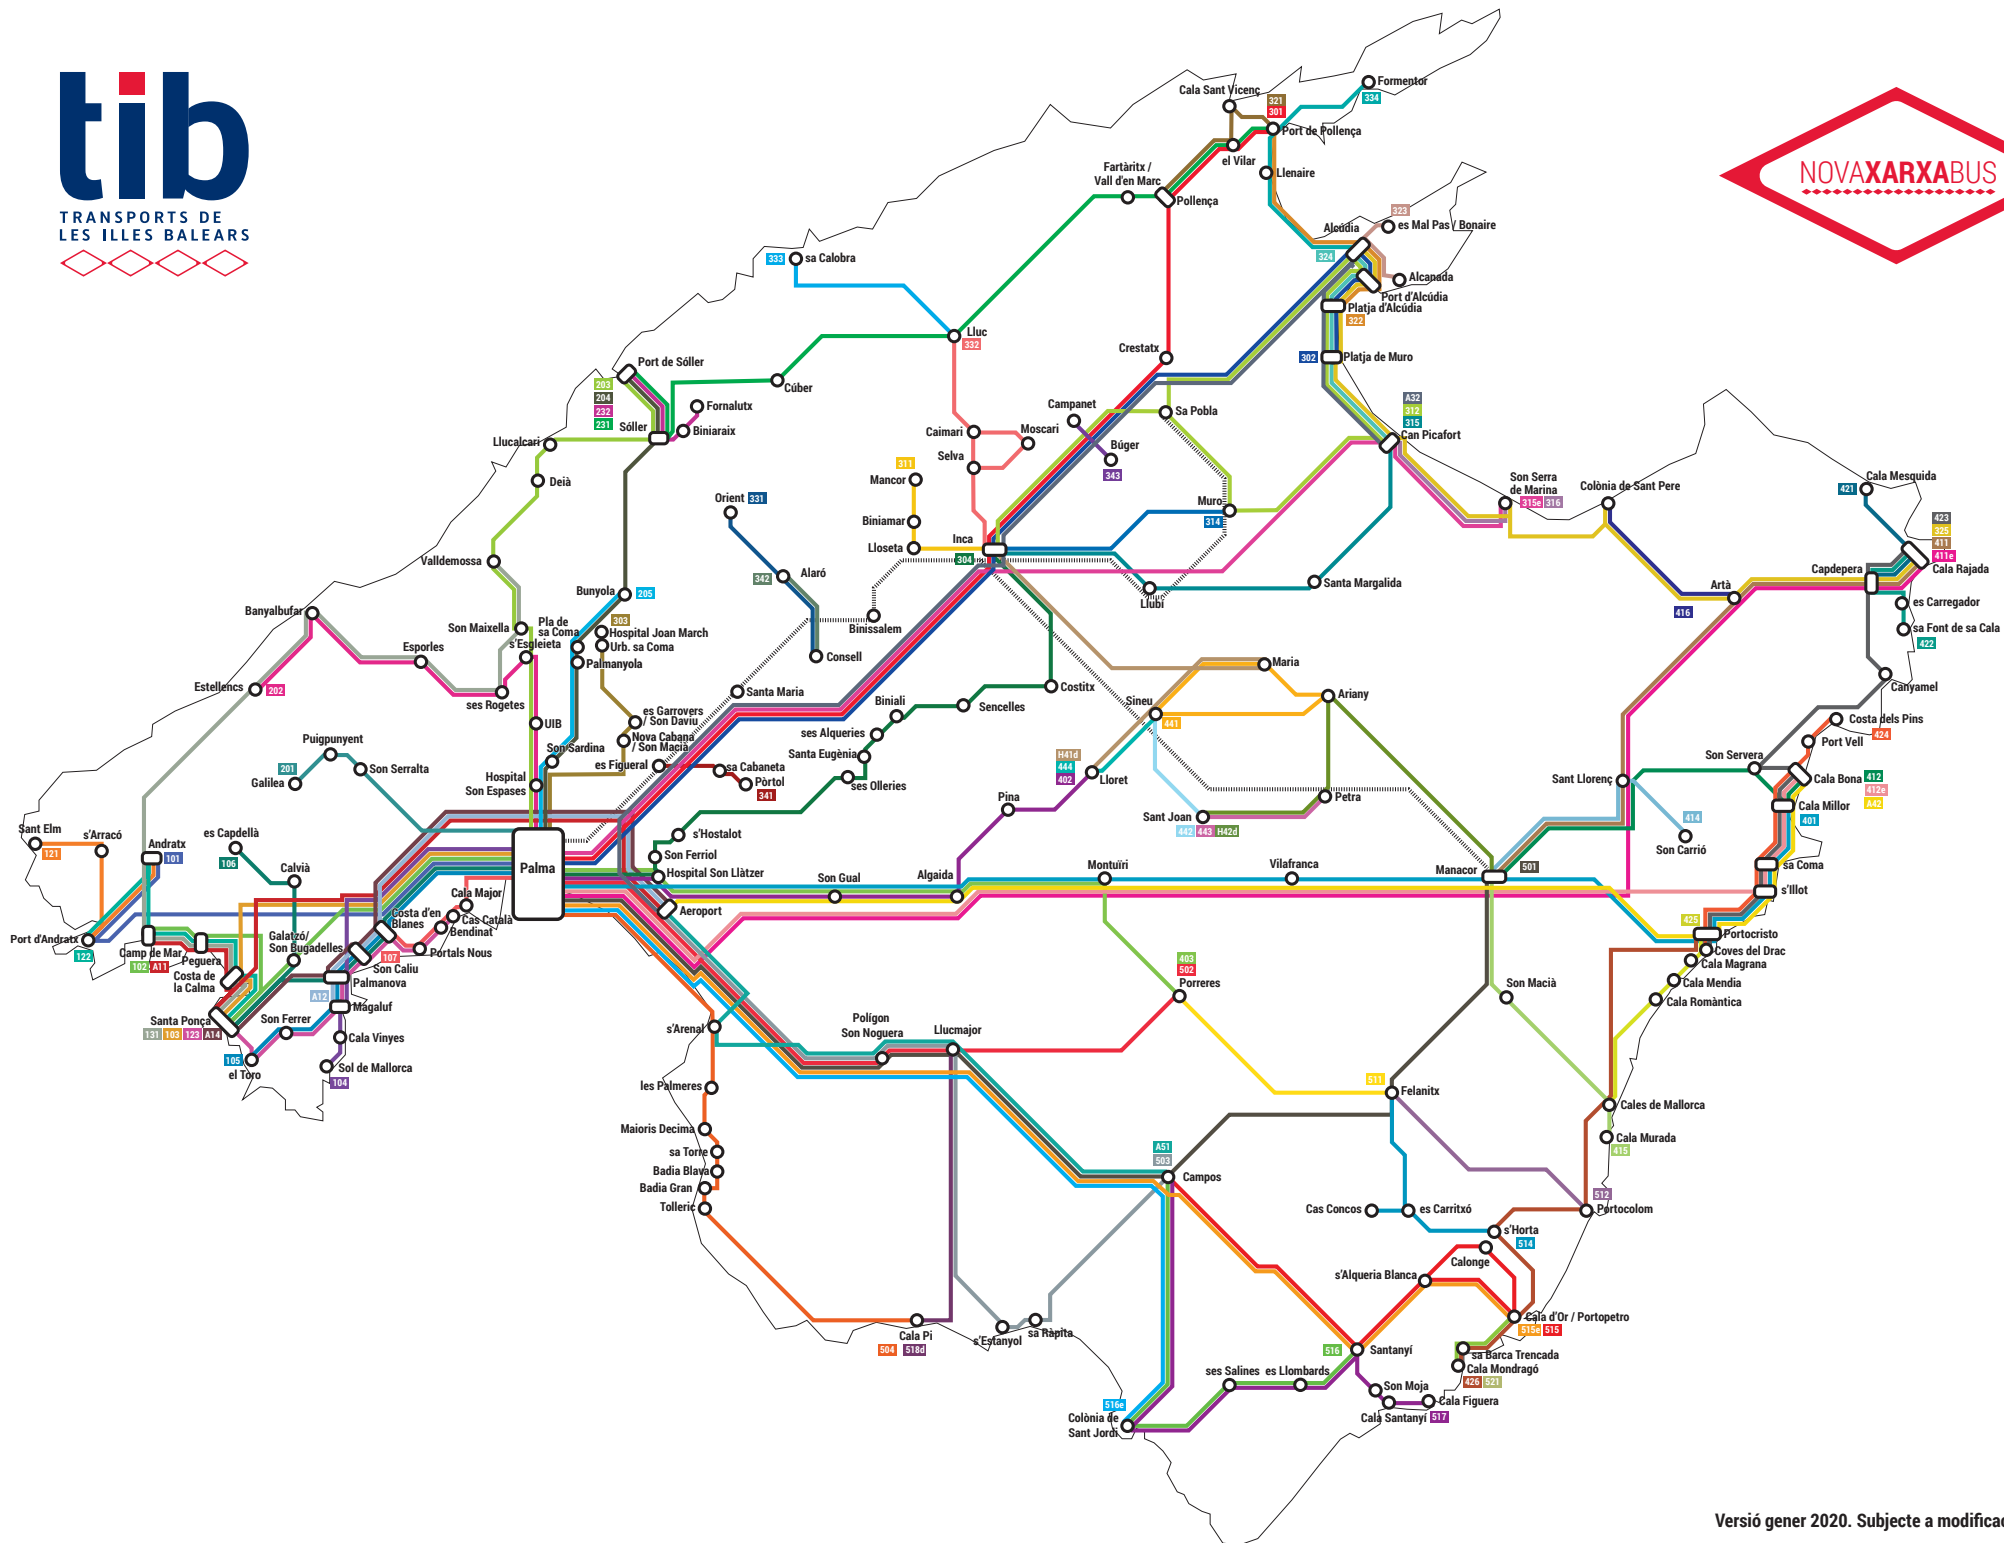 tib
TRANSPORTS DE
LES ILLES BALEARS
NOVAXARXABUS
Formentor
334
Cala Sant Vicenç
321
301
Port de Pollença
el Vilar
Llenaire
Fartàritx /
Vall d'en Marc
Pollença
323
es Mal Pas / Bonaire
Alcúdia
324
Alcanada
Port d'Alcúdia
Platja d'Alcúdia
322
302
Platja de Muro
333
sa Calobra
Lluc
332
Crestatx
Port de Sóller
203
204
232
231
Cúber
Fornalutx
Biniaraix
Sóller
Llucalcari
Deià
Campanet
Sa Pobla
Búger
343
Caimari
Moscari
Selva
A32
312
315
Can Picafort
311
Mancor
Biniamar
Lloseta
Inca
304
Muro
314
Orient
331
Son Serra
de Marina
315e
316
Colònia de Sant Pere
Cala Mesquida
421
423
325
411
411e
Cala Rajada
Capdepera
es Carregador
sa Font de sa Cala
422
Canyamel
Artà
416
Valldemossa
Bunyola
205
342
Alaró
Llubí
Santa Margalida
Banyalbufar
Son Maixella
Pla de
sa Coma
s'Esgleieta
303
Hospital Joan March
Urb. sa Coma
Palmanyola
Binissalem
Consell
Esporles
Estellencs
202
ses Rogetes
UIB
Santa Maria
Costitx
Maria
Sineu
441
Ariany
Biniali
Sencelles
ses Alqueries
Santa Eugènia
ses Olleries
es Garrovers
/ Son Daviu
Nova Cabana
/ Son Macià
es Figueral
sa Cabaneta
Pòrtol
341
Son Sardina
Hospital
Son Espases
Puigpunyent
201
Galilea
Son Serralta
Costa dels Pins
424
Port Vell
Son Servera
Sant Llorenç
Cala Bona
412
412e
A42
Cala Millor
401
414
Son Carrió
sa Coma
s'Illot
H41d
444
402
Lloret
Pina
Petra
Sant Joan
442
443
H42d
Sant Elm
121
s'Arracó
Andratx
101
es Capdellà
106
Calvià
Palma
s'Hostalot
Son Ferriol
Hospital Son Llàtzer
Aeroport
Son Gual
Algaida
Montuïri
Vilafranca
Manacor
501
425
Portocristo
Coves del Drac
Cala Magrana
Cala Mendia
Cala Romàntica
Port d'Andratx
122
Camp de Mar
102
A11
Peguera
Costa de
la Calma
Galatzó/
Son Bugadelles
Costa d'en
Blanes
Cala Major
Cas Català
Bendinat
Portals Nous
107
Son Caliu
Palmanova
A12
Magaluf
Santa Ponça
131
103
123
A14
Son Ferrer
Cala Vinyes
105
el Toro
Sol de Mallorca
104
s'Arenal
Polígon
Son Noguera
Llucmajor
403
502
Porreres
Son Macià
les Palmeres
Maioris Decima
sa Torre
Badia Blava
Badia Gran
Tolleric
511
Felanitx
Cales de Mallorca
Cala Murada
415
A51
503
Campos
512
Portocolom
Cas Concos
es Carritxó
s'Horta
514
Calonge
s'Alqueria Blanca
Cala d'Or / Portopetro
515e
515
Cala Pi
504
518d
s'Estanyol
sa Ràpita
516
Santanyí
sa Barca Trencada
Cala Mondragó
426
521
ses Salines
es Llombards
Son Moja
Cala Figuera
Cala Santanyí
517
516e
Colònia de
Sant Jordi
Versió gener 2020. Subjecte a modificac